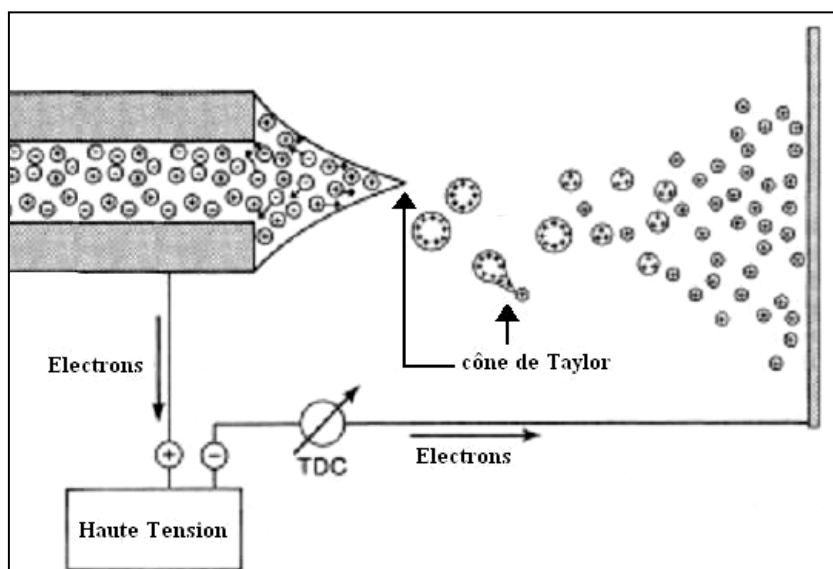 cône de Taylor
Electrons
Electrons
+
−
TDC
Haute Tension